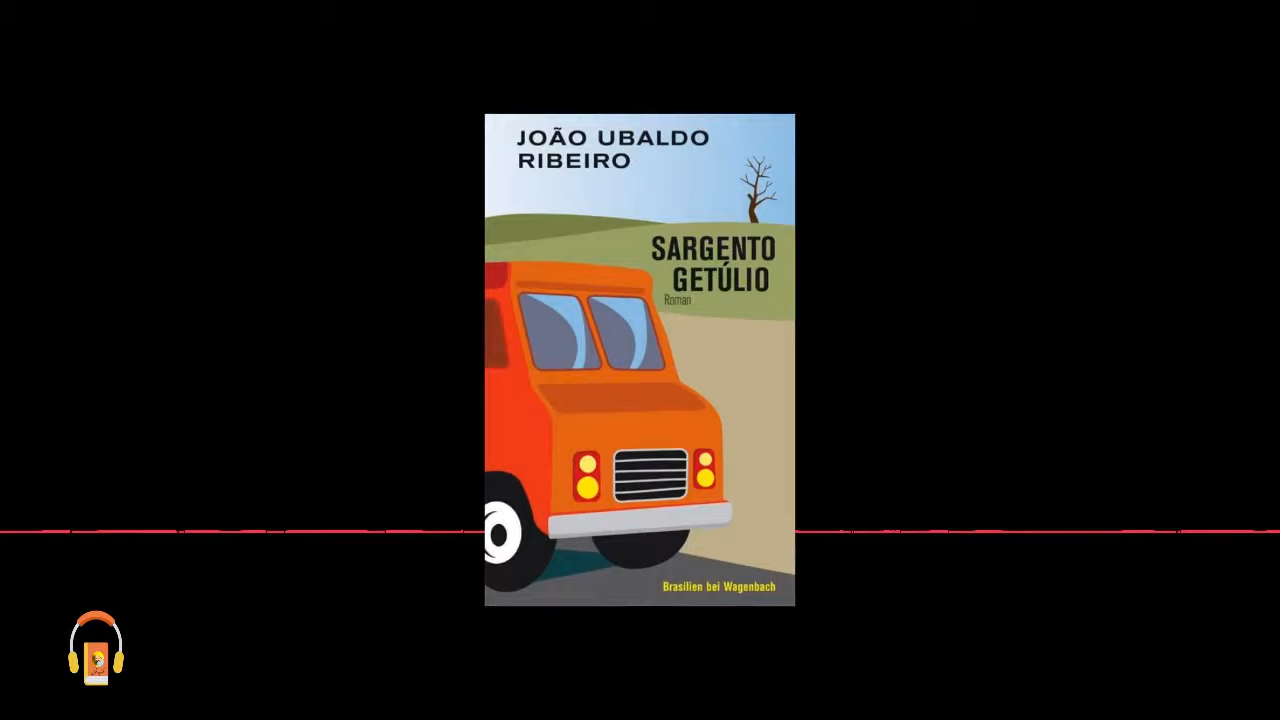 JOÃO UBALDO
RIBEIRO
SARGENTO
GETÚLIO
Roman
Brasilien bei Wagenbach